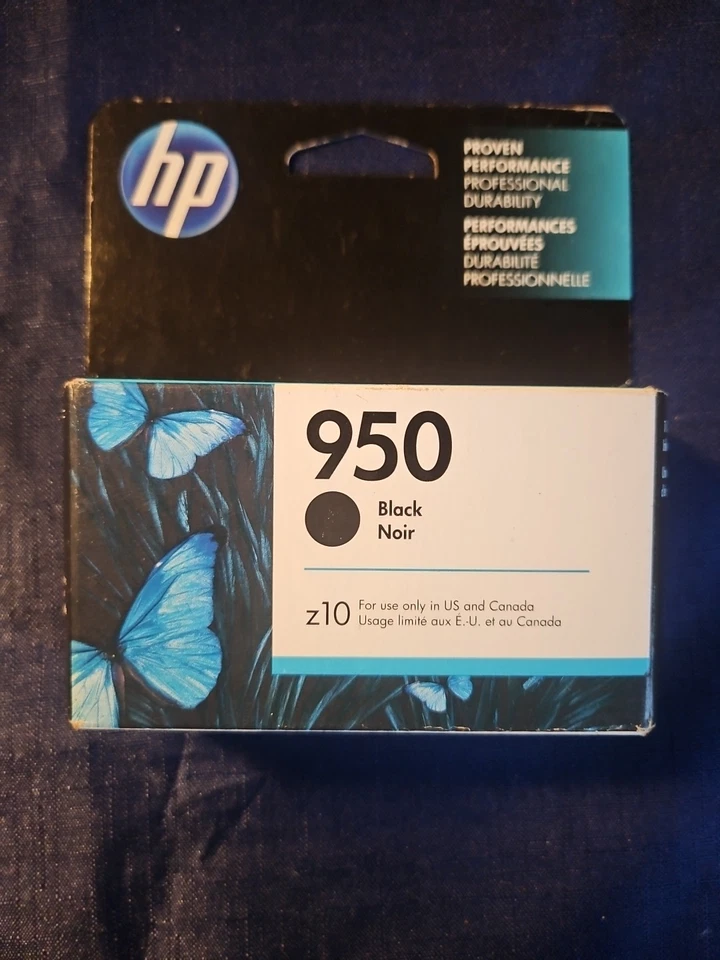 hp
PROVEN
PERFORMANCE
PROFESSIONAL
DURABILITY
PERFORMANCES
ÉPROUVÉES
DURABILITÉ
PROFESSIONNELLE
950
Black
Noir
z10 For use only in US and Canada
Usage limité aux É.-U. et au Canada